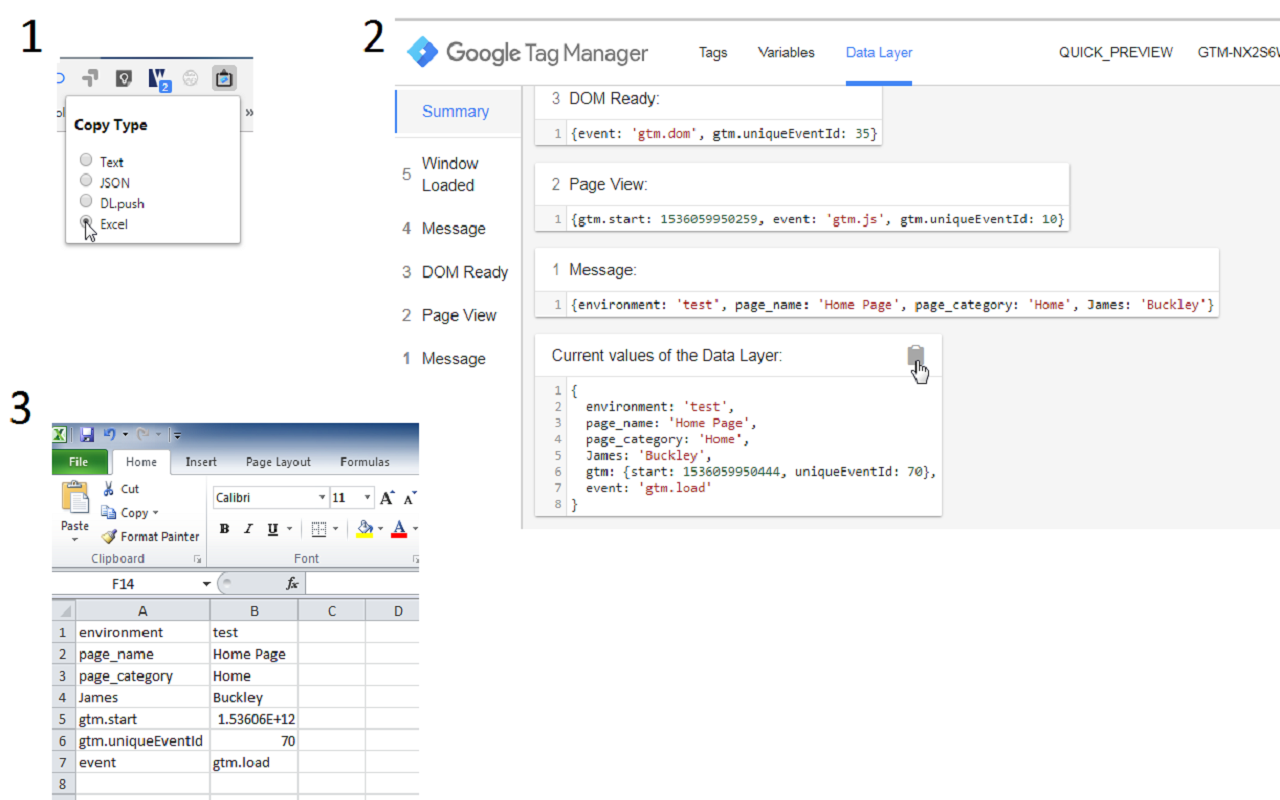 1
2
Copy Type
Text
JSON
DL.push
Excel
»
2
Google Tag Manager
Tags
Variables
Data Layer
QUICK_PREVIEW
Summary
5 Window Loaded
4 Message
3 DOM Ready
2 Page View
1 Message
3 DOM Ready:
1 {event: 'gtm.dom', gtm.uniqueEventId: 35}
2 Page View:
1 {gtm.start: 1536059950259, event: 'gtm.js', gtm.uniqueEventId: 10}
1 Message:
1 {environment: 'test', page_name: 'Home Page', page_category: 'Home', James: 'Buckley'}
Current values of the Data Layer:
1 {
2 environment: 'test',
3 page_name: 'Home Page',
4 page_category: 'Home',
5 James: 'Buckley',
6 gtm: {start: 1536059950444, uniqueEventId: 70},
7 event: 'gtm.load'
8 }
3
File Home Insert Page Layout Formulas
Cut
Copy
Format Painter
Paste
Clipboard
Calibri 11 A A
B I U A
Font
F14 fx
A B C D
1 environment test
2 page_name Home Page
3 page_category Home
4 James Buckley
5 gtm.start 1.53606E+12
6 gtm.uniqueEventId 70
7 event gtm.load
8